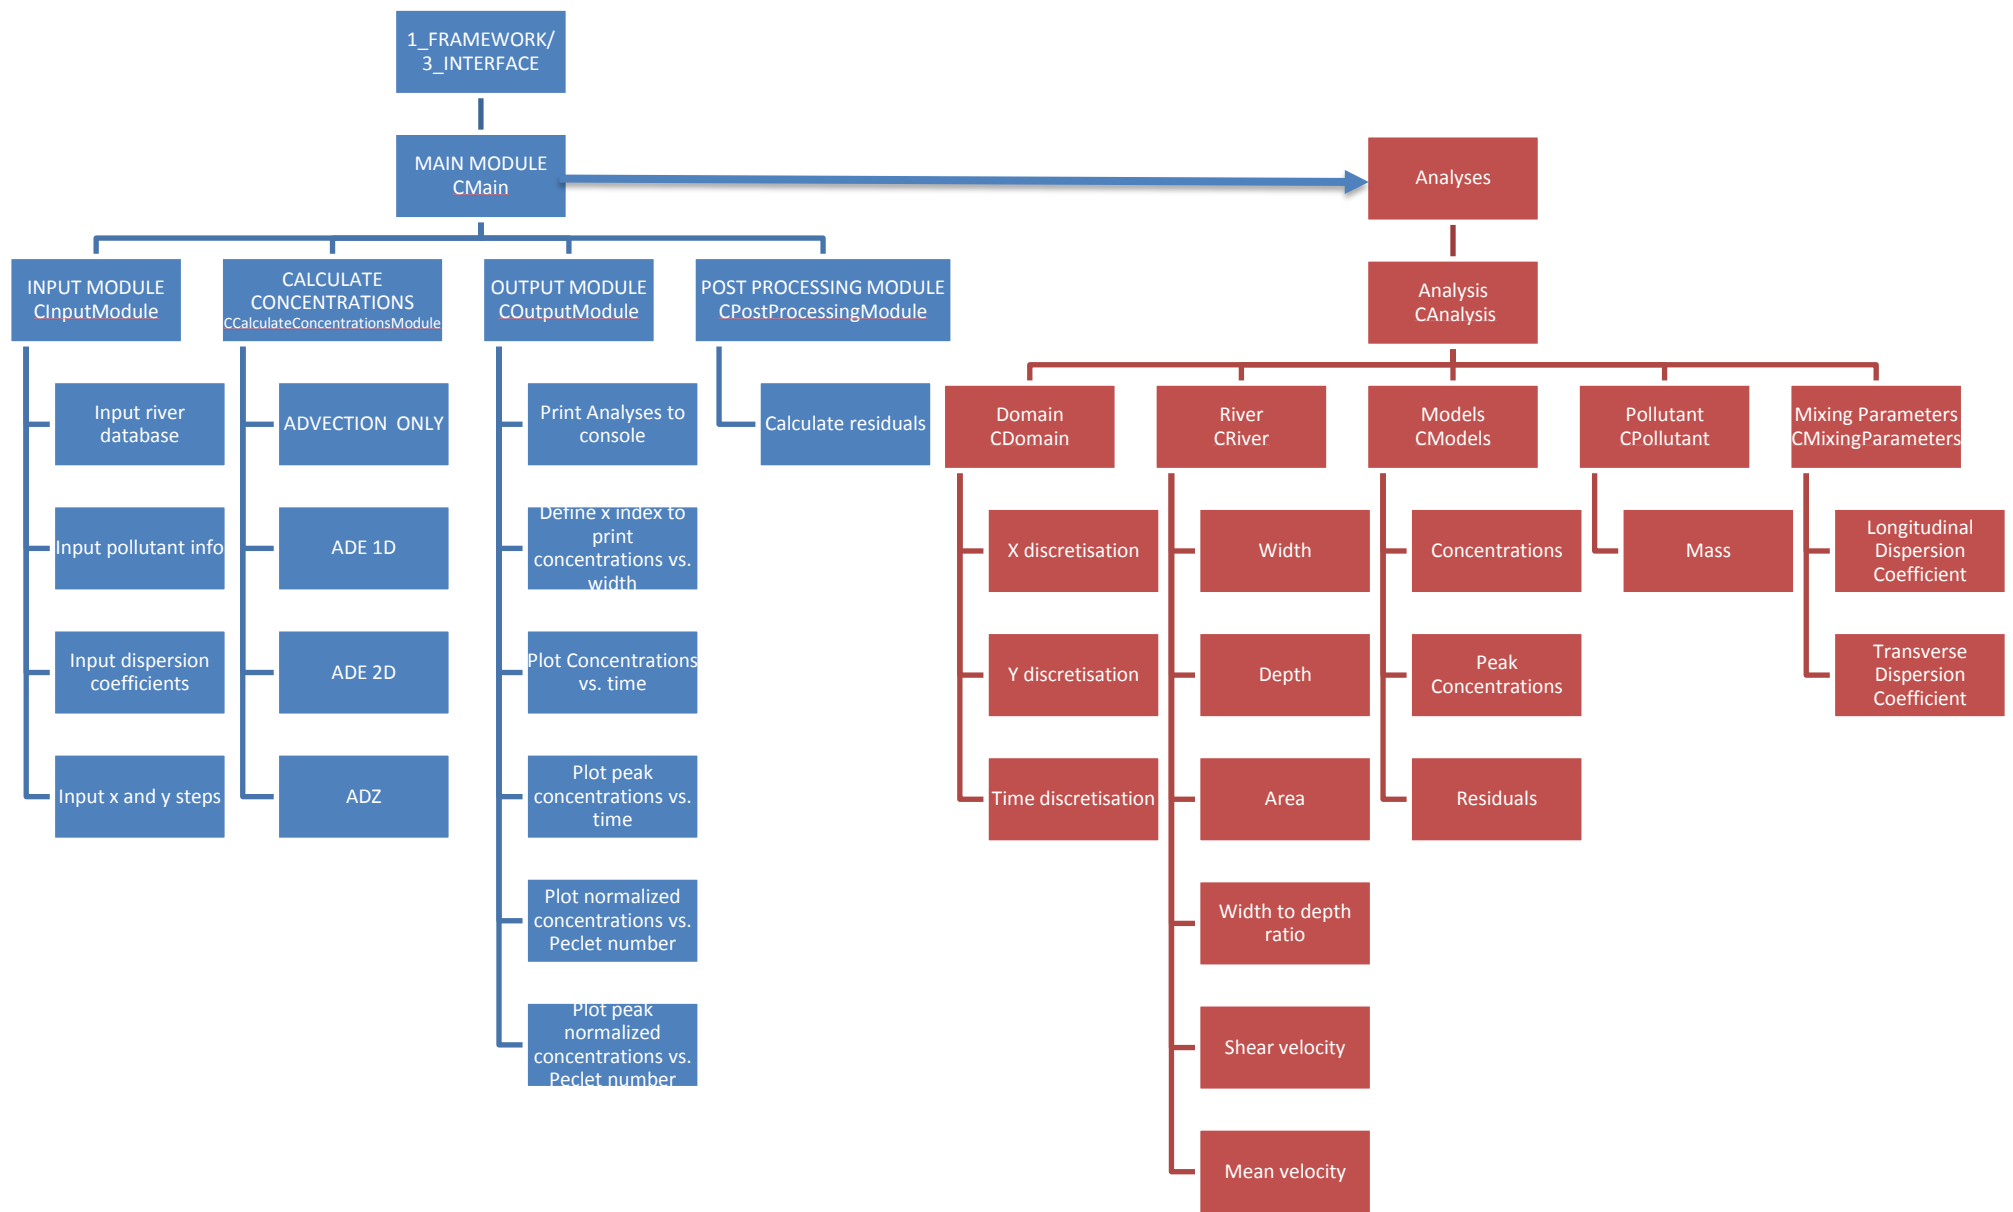 1_FRAMEWORK/
3_INTERFACE
MAIN MODULE
CMain
INPUT MODULE
CInputModule
Input river
database
Input pollutant info
Input dispersion
coefficients
Input x and y steps
CALCULATE
CONCENTRATIONS
CCalculateConcentrationsModule
ADVECTION  ONLY
ADE 1D
ADE 2D
ADZ
OUTPUT MODULE
COutputModule
Print Analyses to
console
Define x index to
print
concentrations vs.
width
Plot Concentrations
vs. time
Plot peak
concentrations vs.
time
Plot normalized
concentrations vs.
Peclet number
Plot peak
normalized
concentrations vs.
Peclet number
POST PROCESSING MODULE
CPostProcessingModule
Calculate residuals
Analyses
Analysis
CAnalysis
Domain
CDomain
X discretisation
Y discretisation
Time discretisation
River
CRiver
Width
Depth
Area
Width to depth
ratio
Shear velocity
Mean velocity
Models
CModels
Concentrations
Peak
Concentrations
Residuals
Pollutant
CPollutant
Mass
Mixing Parameters
CMixingParameters
Longitudinal
Dispersion
Coefficient
Transverse
Dispersion
Coefficient